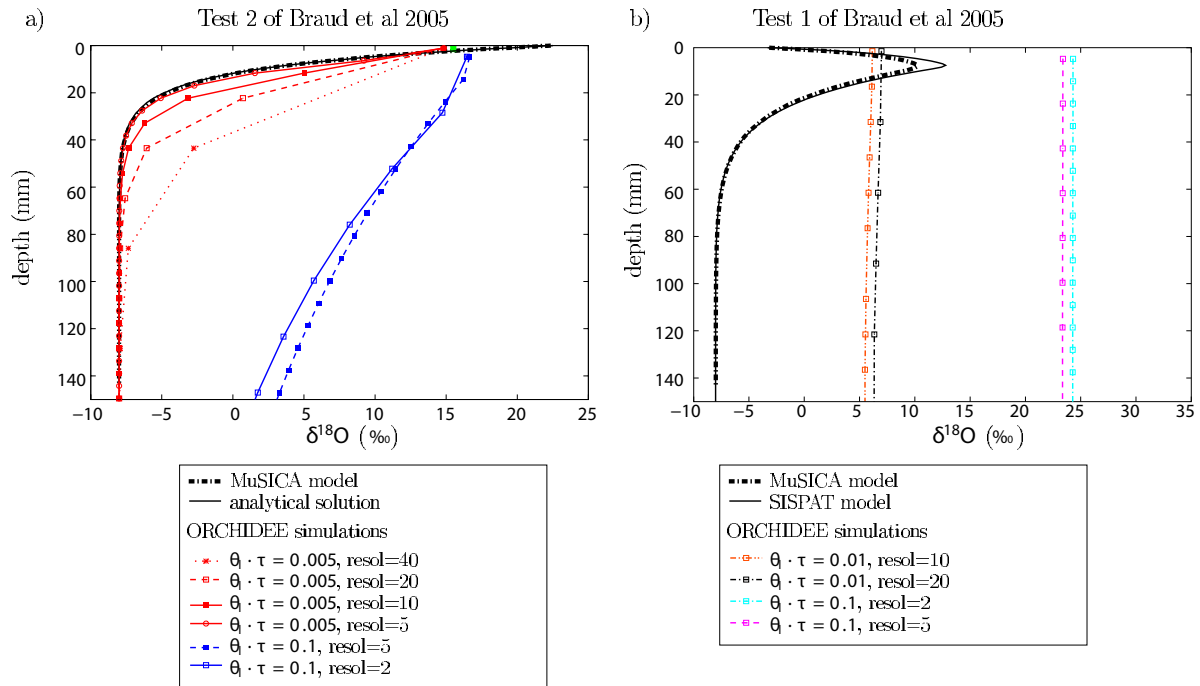 a)
Test 2 of Braud et al 2005
0
20
40
60
80
100
120
140
depth (mm)
−10
−5
0
5
10
15
20
25
δ18O (‰)
MuSICA model
analytical solution
ORCHIDEE simulations
θl · τ = 0.005, resol=40
θl · τ = 0.005, resol=20
θl · τ = 0.005, resol=10
θl · τ = 0.005, resol=5
θl · τ = 0.1, resol=5
θl · τ = 0.1, resol=2
b)
Test 1 of Braud et al 2005
0
20
40
60
80
100
120
140
depth (mm)
−10
−5
0
5
10
15
20
25
30
35
δ18O (‰)
MuSICA model
SISPAT model
ORCHIDEE simulations
θl · τ = 0.01, resol=10
θl · τ = 0.01, resol=20
θl · τ = 0.1, resol=2
θl · τ = 0.1, resol=5